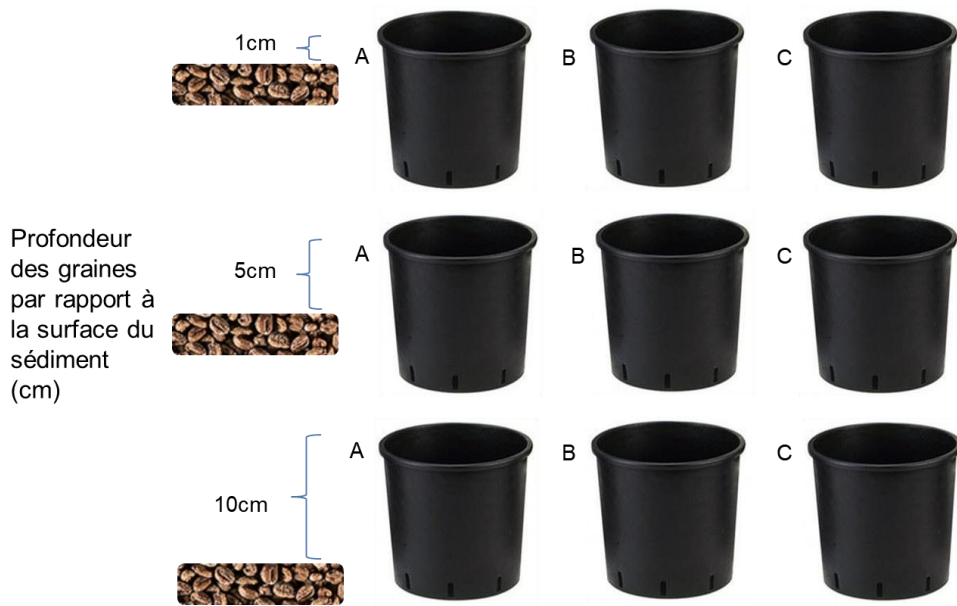 1cm
A
B
C
Profondeur
des graines
par rapport à
la surface du
sédiment
(cm)
5cm
A
B
C
10cm
A
B
C